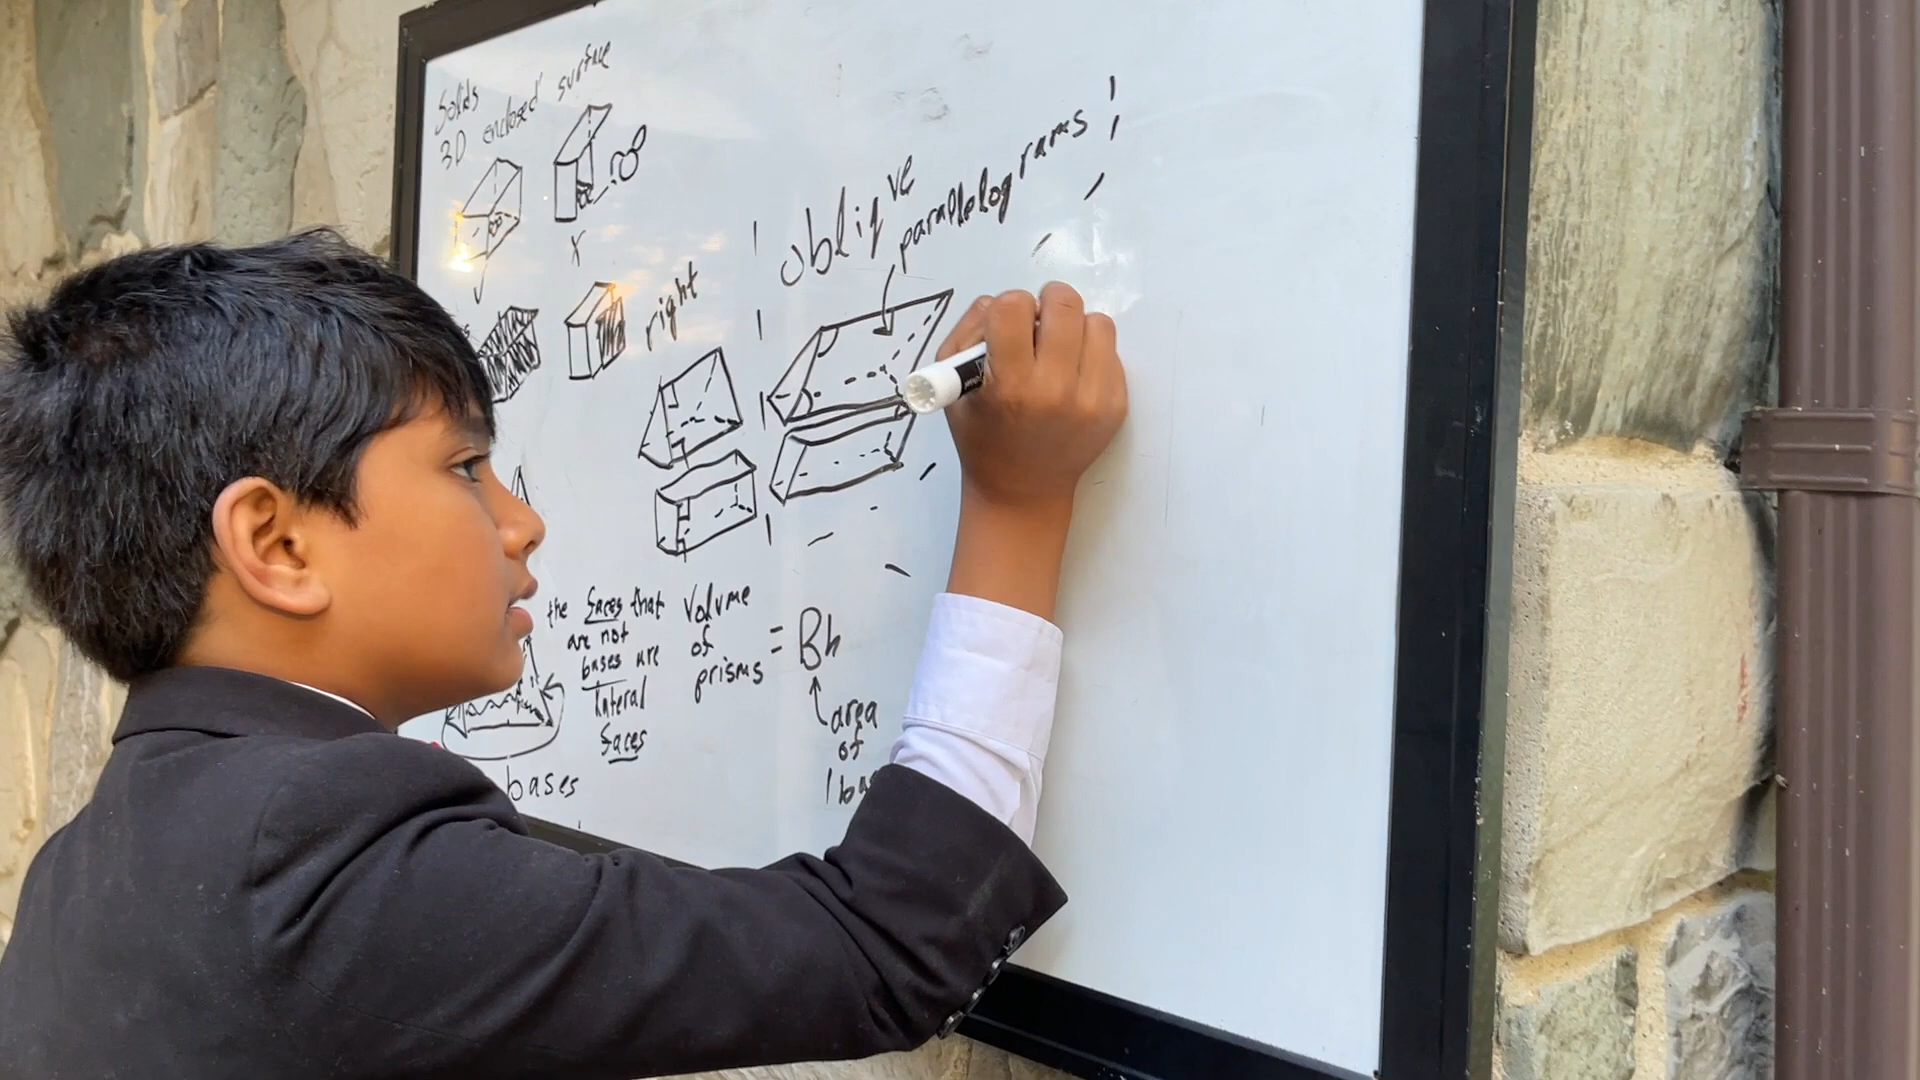 Solids
3D enclosed surface
x
right
oblique
parallelograms
the faces that
are not
bases are
lateral
faces
Volume
of
prisms
= Bh
area
of
1
bases